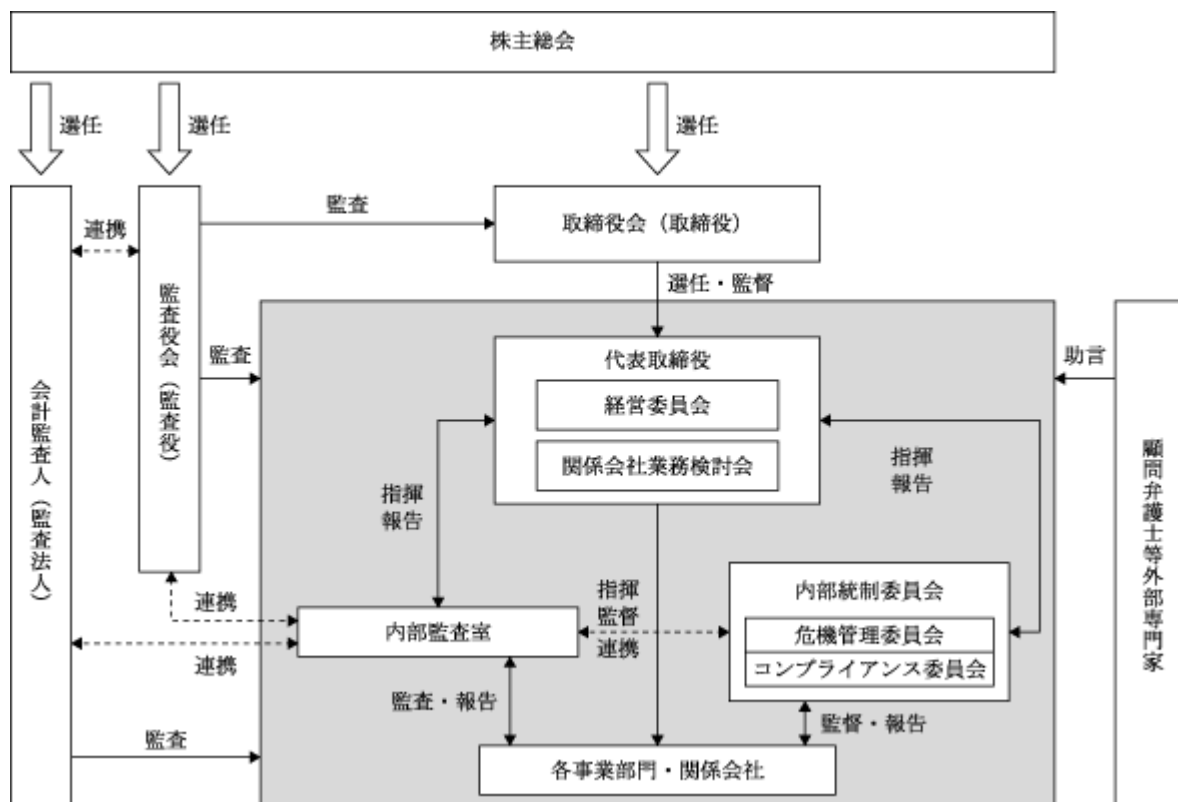 株主総会
選任
選任
選任
連携
監査
取締役会（取締役）
選任・監督
監査役会（監査役）
監査
会計監査人（監査法人）
代表取締役
経営委員会
関係会社業務検討会
助言
顧問弁護士等外部専門家
指揮
報告
指揮
報告
連携
連携
内部監査室
指揮
監督
連携
内部統制委員会
危機管理委員会
コンプライアンス委員会
監査・報告
監督・報告
監査
各事業部門・関係会社